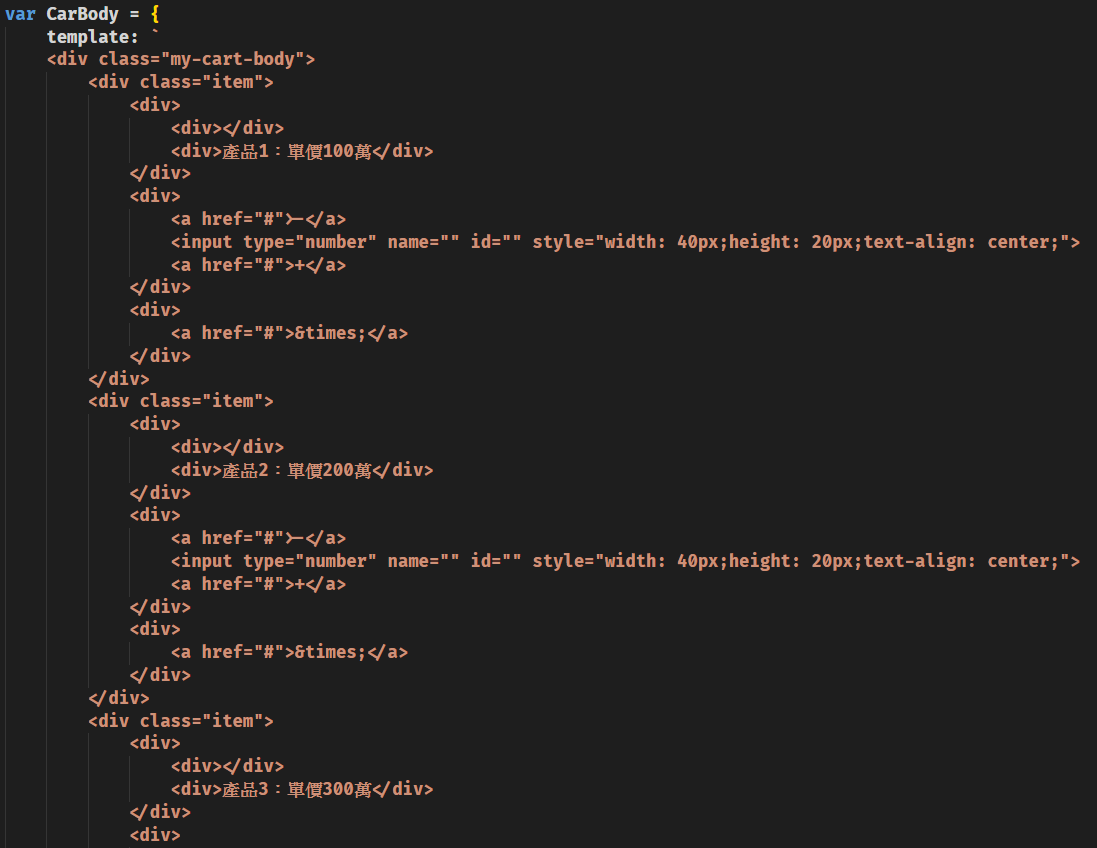 var CarBody = {
    template: `
    <div class="my-cart-body">
        <div class="item">
            <div>
                <div></div>
                <div>產品1：單價100萬</div>
            </div>
            <div>
                <a href="#">-</a>
                <input type="number" name="" id="" style="width: 40px;height: 20px;text-align: center;">
                <a href="#">+</a>
            </div>
            <div>
                <a href="#">&times;</a>
            </div>
        </div>
        <div class="item">
            <div>
                <div></div>
                <div>產品2：單價200萬</div>
            </div>
            <div>
                <a href="#">-</a>
                <input type="number" name="" id="" style="width: 40px;height: 20px;text-align: center;">
                <a href="#">+</a>
            </div>
            <div>
                <a href="#">&times;</a>
            </div>
        </div>
        <div class="item">
            <div>
                <div></div>
                <div>產品3：單價300萬</div>
            </div>
            <div>